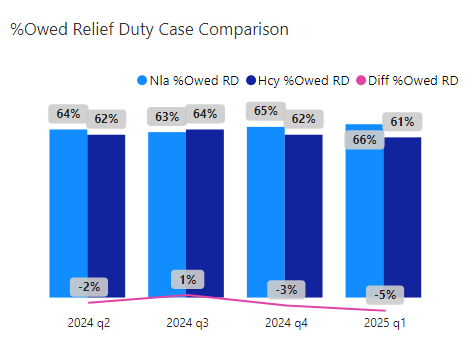 %Owed Relief Duty Case Comparison
Nla %Owed RD Hcy %Owed RD Diff %Owed RD
64% 62% 63% 64% 65% 62% 66% 61%
-2% 1% -3% -5%
2024 q2 2024 q3 2024 q4 2025 q1